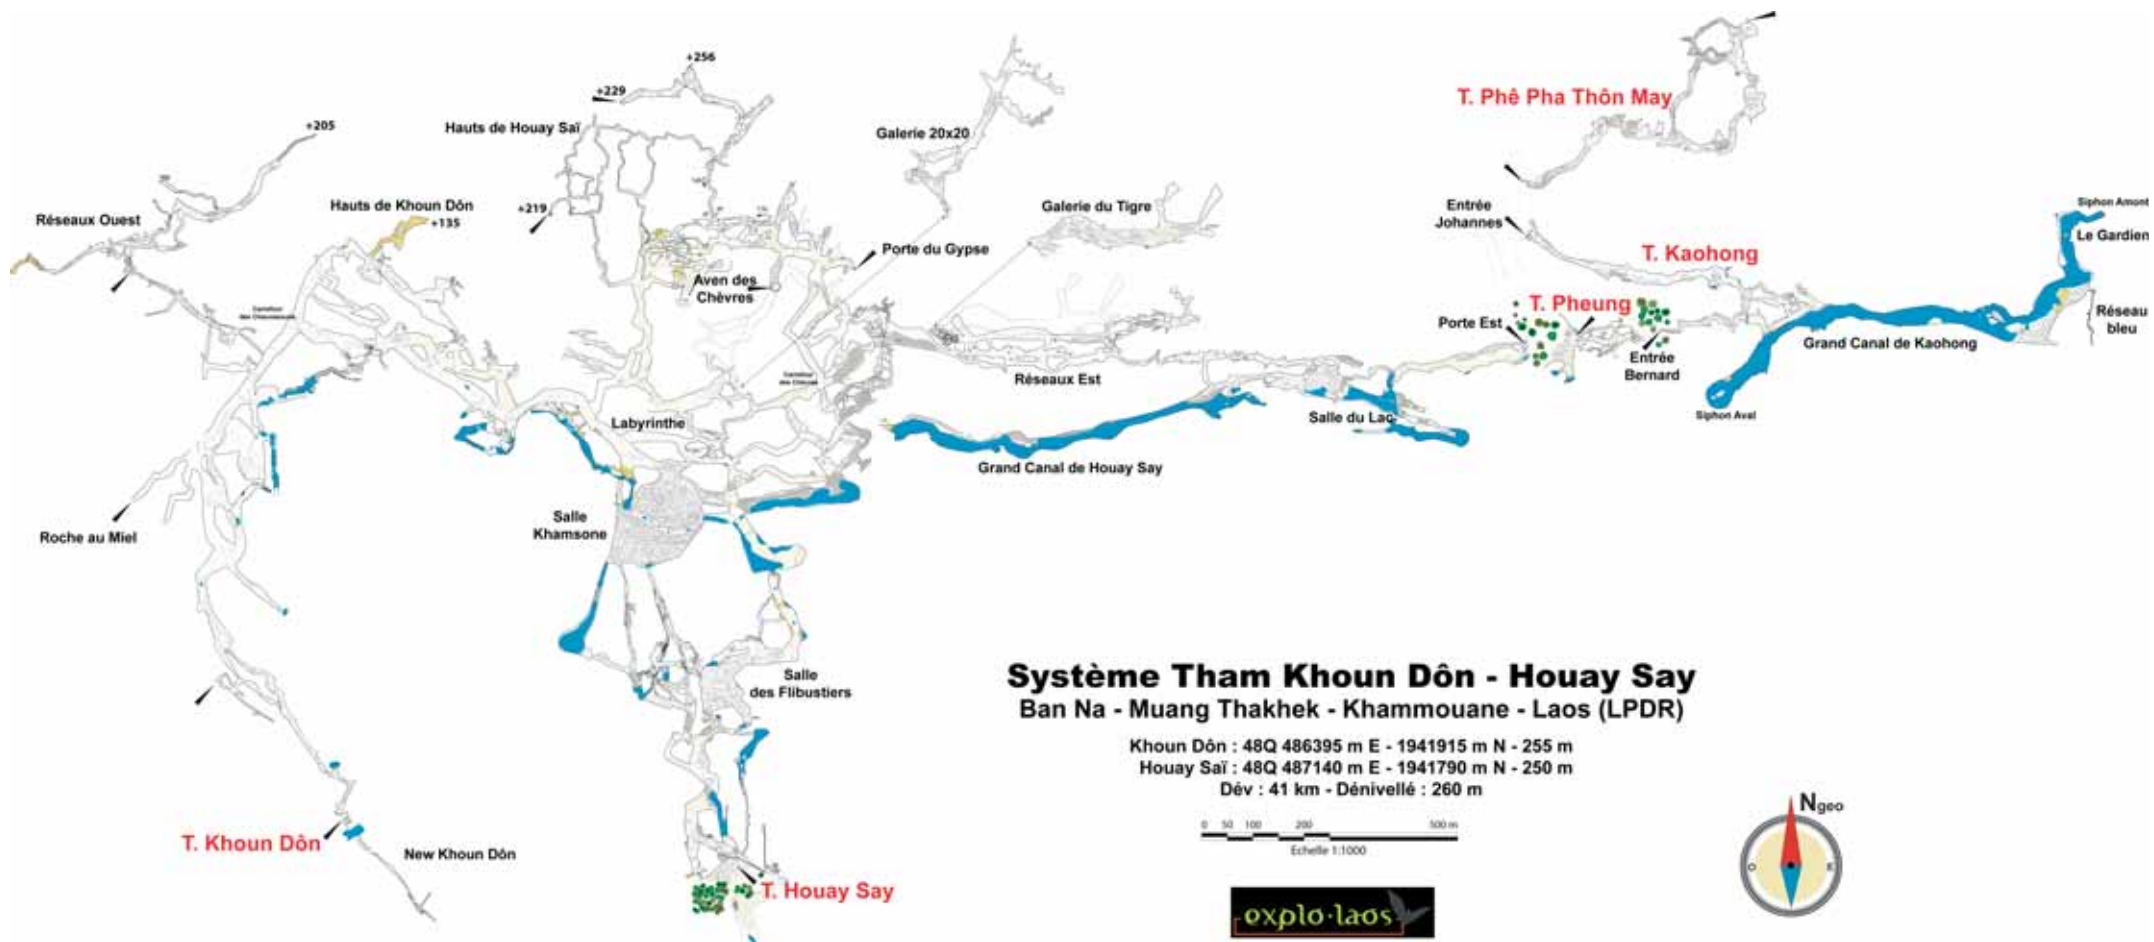 +256
+229
Hauts de Houay Saï
+205
Galerie 20x20
T. Phê Pha Thôn May
Réseaux Ouest
Hauts de Khoun Dôn
+135
+219
Galerie du Tigre
Entrée
Johannes
Siphon Amont
Le Gardien
Porte du Gypse
T. Kaohong
Aven des
Chèvres
T. Pheung
Porte Est
Réseau
bleu
Grand Canal de Kaohong
Entrée
Bernard
Réseaux Est
Siphon Aval
Salle du Lac
Labyrinthe
Grand Canal de Houay Say
Salle
Khamsone
Roche au Miel
Salle
des Flibustiers
Système Tham Khoun Dôn - Houay Say
Ban Na - Muang Thakhek - Khammouane - Laos (LPDR)
Khoun Dôn : 48Q 486395 m E - 1941915 m N - 255 m
Houay Saï : 48Q 487140 m E - 1941790 m N - 250 m
Dév : 41 km - Dénivellé : 260 m
0 50 100 200 500 m
Echelle 1:1000
Ngeo
O E
T. Khoun Dôn
New Khoun Dôn
T. Houay Say
explo·laos